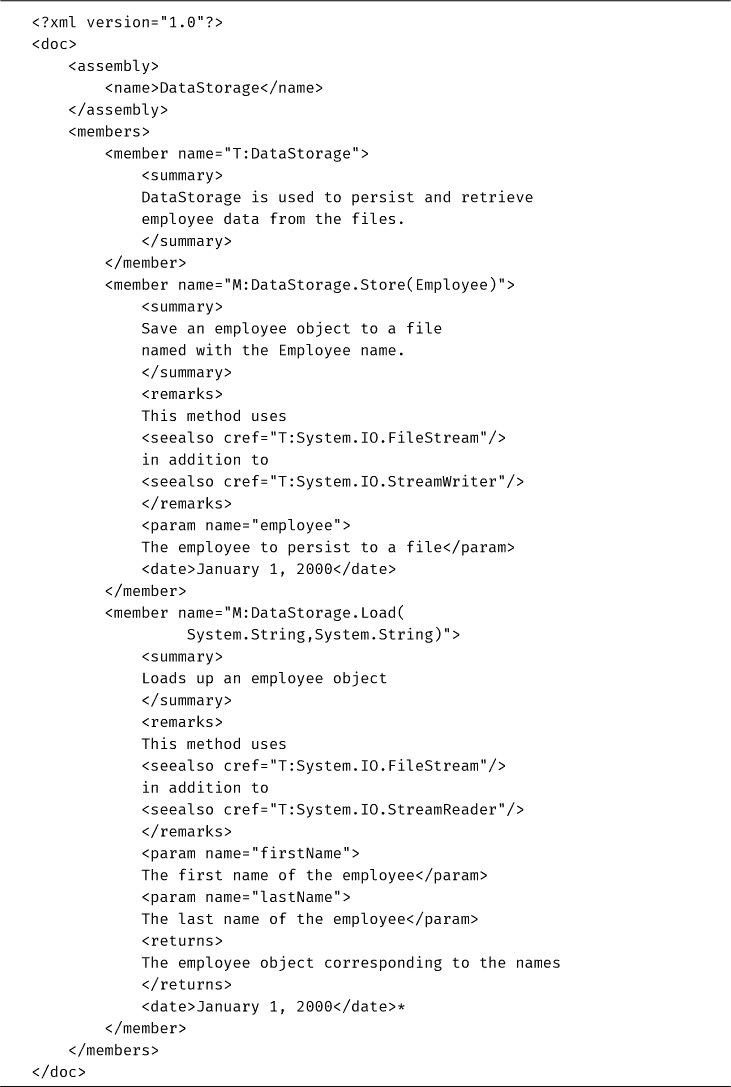 <?xml version="1.0"?>
<doc>
    <assembly>
        <name>DataStorage</name>
    </assembly>
    <members>
        <member name="T:DataStorage">
            <summary>
            DataStorage is used to persist and retrieve
            employee data from the files.
            </summary>
        </member>
        <member name="M:DataStorage.Store(Employee)">
            <summary>
            Save an employee object to a file
            named with the Employee name.
            </summary>
            <remarks>
            This method uses
            <seealso cref="T:System.IO.FileStream"/>
            in addition to
            <seealso cref="T:System.IO.StreamWriter"/>
            </remarks>
            <param name="employee">
            The employee to persist to a file</param>
            <date>January 1, 2000</date>
        </member>
        <member name="M:DataStorage.Load(
                 System.String,System.String)">
            <summary>
            Loads up an employee object
            </summary>
            <remarks>
            This method uses
            <seealso cref="T:System.IO.FileStream"/>
            in addition to
            <seealso cref="T:System.IO.StreamReader"/>
            </remarks>
            <param name="firstName">
            The first name of the employee</param>
            <param name="lastName">
            The last name of the employee</param>
            <returns>
            The employee object corresponding to the names
            </returns>
            <date>January 1, 2000</date>*
        </member>
    </members>
</doc>